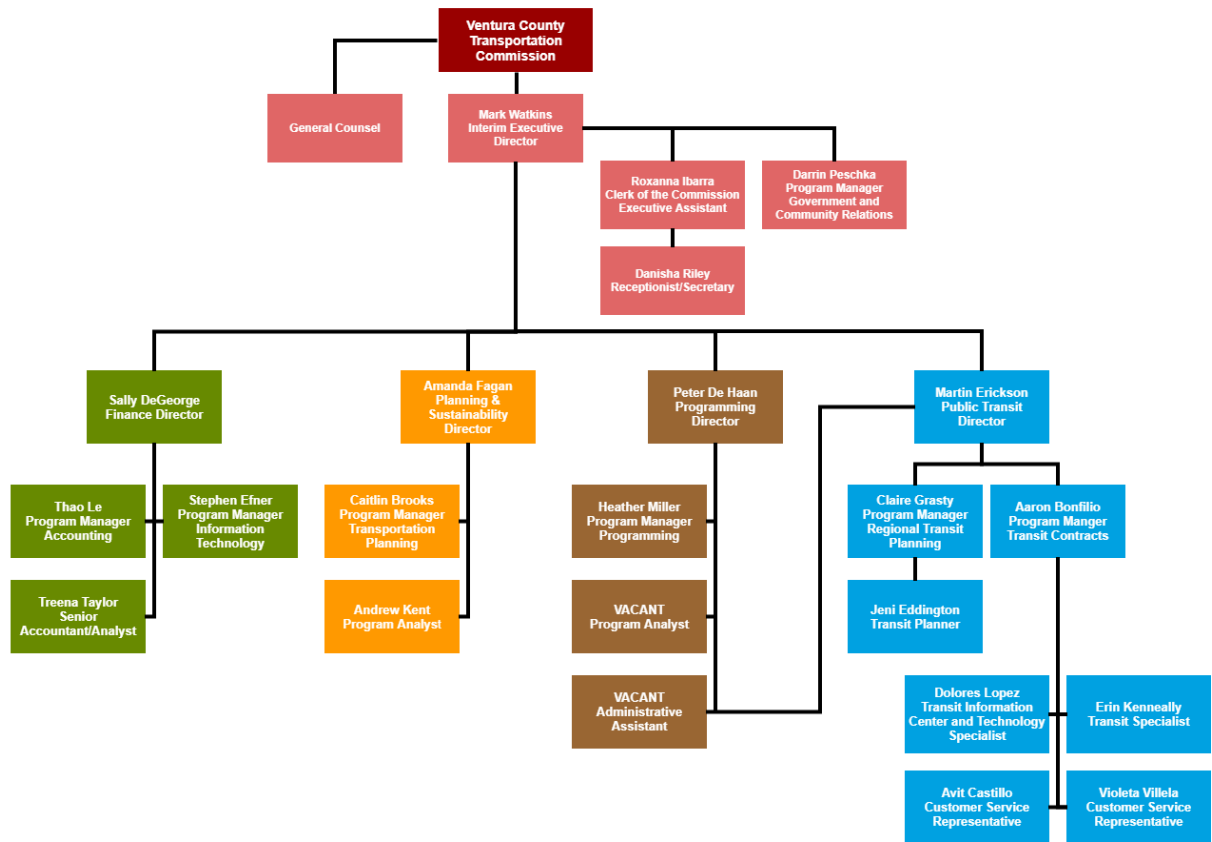 Ventura County
Transportation
Commission
General Counsel
Mark Watkins
Interim Executive
Director
Roxanna Ibarra
Clerk of the Commission
Executive Assistant
Darrin Peschka
Program Manager
Government and
Community Relations
Danisha Riley
Receptionist/Secretary
Sally DeGeorge
Finance Director
Amanda Fagan
Planning &
Sustainability
Director
Peter De Haan
Programming
Director
Martin Erickson
Public Transit
Director
Thao Le
Program Manager
Accounting
Stephen Efner
Program Manager
Information
Technology
Caitlin Brooks
Program Manager
Transportation
Planning
Heather Miller
Program Manager
Programming
Claire Grasty
Program Manager
Regional Transit
Planning
Aaron Bonfilio
Program Manger
Transit Contracts
Treena Taylor
Senior
Accountant/Analyst
Andrew Kent
Program Analyst
VACANT
Program Analyst
Jeni Eddington
Transit Planner
VACANT
Administrative
Assistant
Dolores Lopez
Transit Information
Center and Technology
Specialist
Erin Kenneally
Transit Specialist
Avit Castillo
Customer Service
Representative
Violeta Villela
Customer Service
Representative